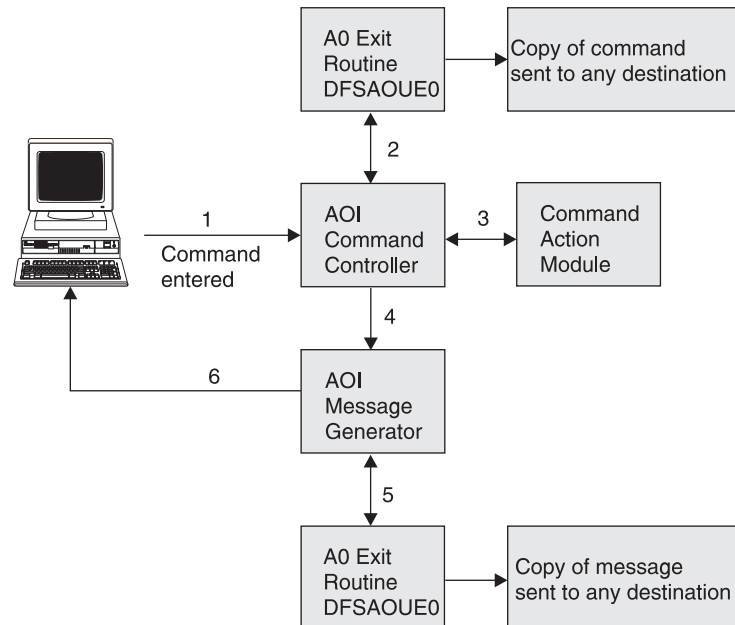 A0 Exit
Routine
DFSAOUE0
Copy of command
sent to any destination
2
1
Command
entered
AOI
Command
Controller
3
Command
Action
Module
4
6
AOI
Message
Generator
5
A0 Exit
Routine
DFSAOUE0
Copy of message
sent to any destination